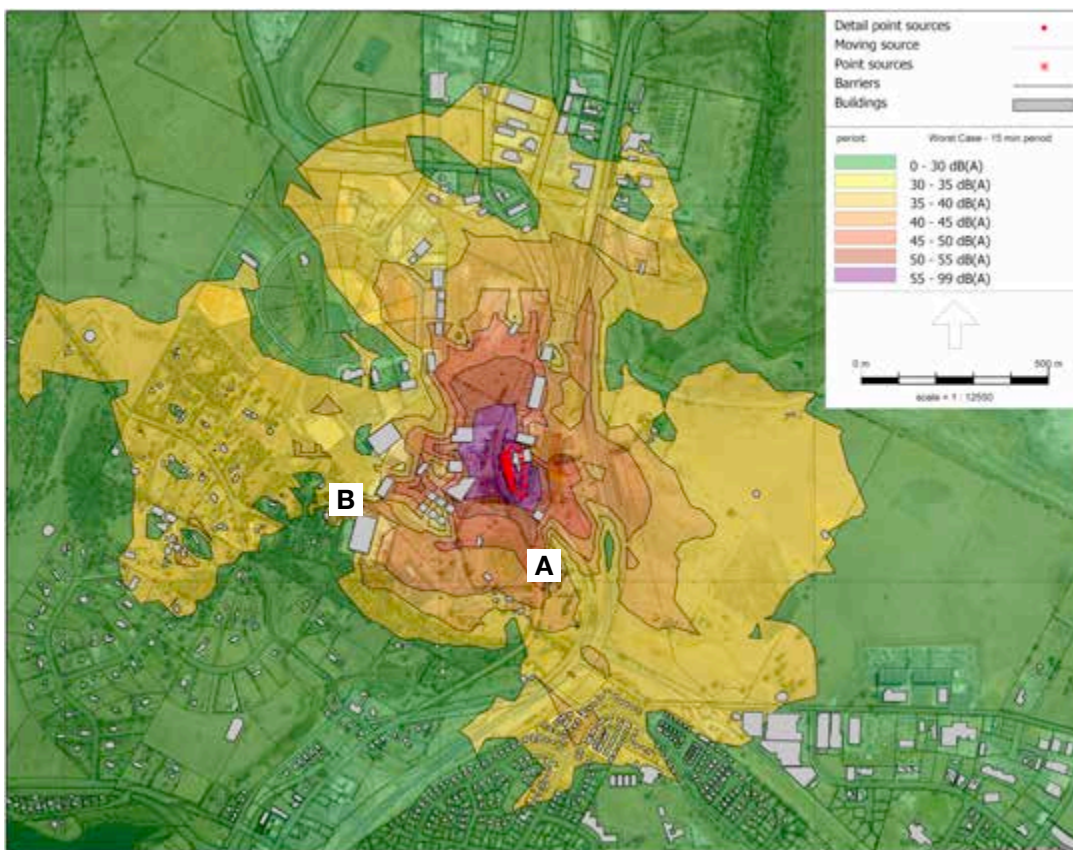 Detail point sources
Moving source
Point sources
Barriers
Buildings
period: Worst Case - 15 min period
0 - 30 dB(A)
30 - 35 dB(A)
35 - 40 dB(A)
40 - 45 dB(A)
45 - 50 dB(A)
50 - 55 dB(A)
55 - 99 dB(A)
0 m 500 m
scale = 1 : 12550
B
A